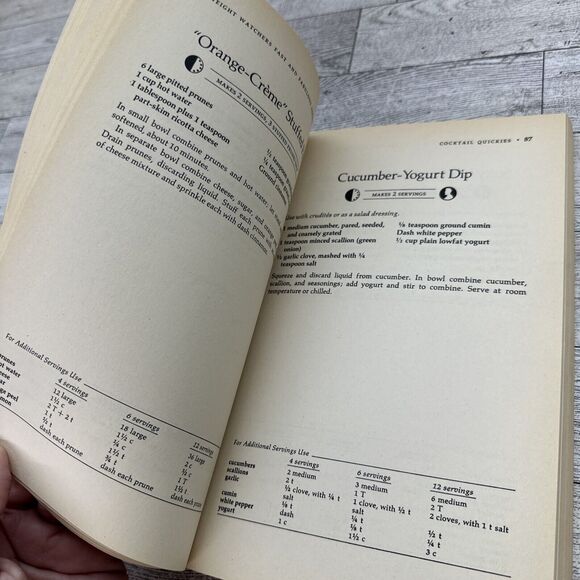 WEIGHT WATCHERS FAST AND
"Orange-Crème" Stuffed
MAKES 2 SERVINGS, 3 STUFFED
6 large pitted prunes
1 cup hot water
1 tablespoon plus 1 teaspoon
part-skim ricotta cheese
In small bowl combine prunes and hot water;
softened, about 10 minutes.
In separate bowl combine cheese, sugar and
Drain prunes, discarding liquid. Stuff each prune
of cheese mixture and sprinkle each with dash
For Additional Servings Use
4 servings
6 servings
12 servings
prunes 12 large 18 large 36 large
water 1½ c
2 T + 2 t
dash each prune dash each prune dash each prune
COCKTAIL QUICKIES • 87
Cucumber-Yogurt Dip
MAKES 2 SERVINGS
Use with crudités or as a salad dressing.
medium cucumber, pared, seeded,
and coarsely grated
teaspoon minced scallion (green
onion)
garlic clove, mashed with ¼
teaspoon salt
⅛ teaspoon ground cumin
Dash white pepper
½ cup plain lowfat yogurt
Squeeze and discard liquid from cucumber. In bowl combine cucumber,
scallion, and seasonings; add yogurt and stir to combine. Serve at room
temperature or chilled.
For Additional Servings Use
4 servings 6 servings 12 servings
cucumbers 2 medium 3 medium 6 medium
scallions 2 t 1 T 2 T
garlic ½ clove, with ½ t salt 1 clove, with ½ t salt 2 cloves, with 1 t salt
cumin ¼ t ½ t
white pepper dash
yogurt 1 c 1½ c 3 c